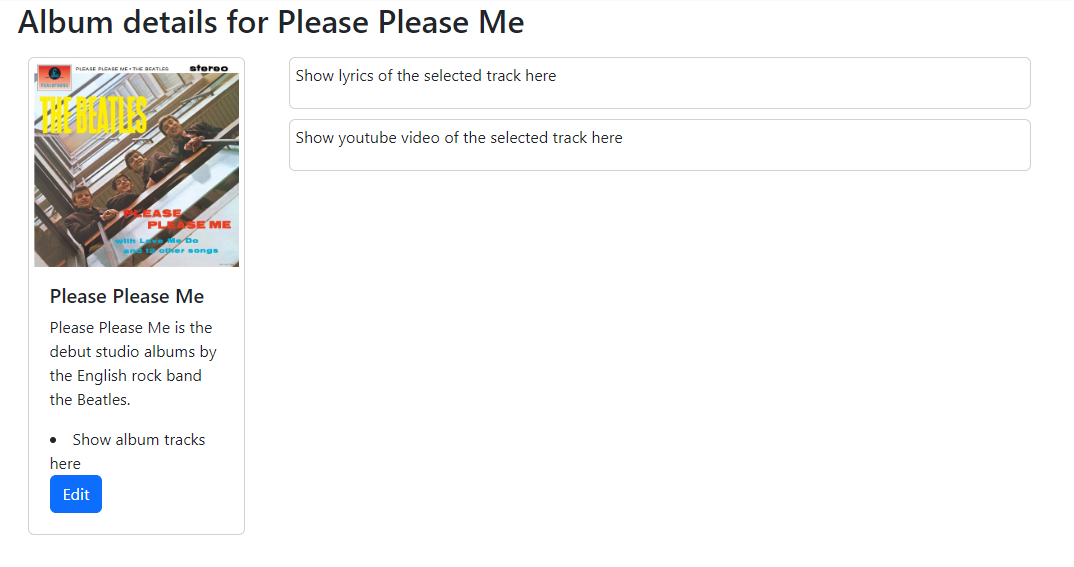 Album details for Please Please Me
PLEASE PLEASE ME • THE BEATLES
stereo
PARLOPHONE
THE BEATLES
PLEASE
PLEASE ME
with Love Me Do
and 12 other songs
Please Please Me
Please Please Me is the
debut studio albums by
the English rock band
the Beatles.
• Show album tracks
here
Edit
Show lyrics of the selected track here
Show youtube video of the selected track here